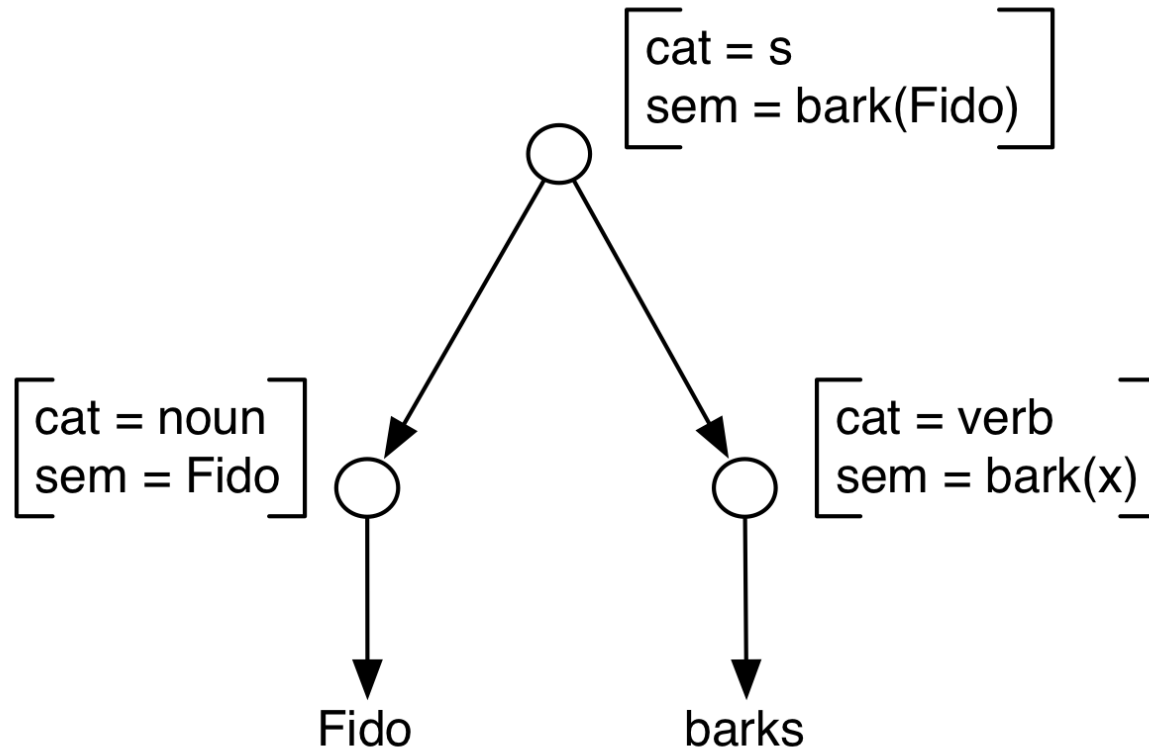 cat = s
sem = bark(Fido)
cat = noun
sem = Fido
cat = verb
sem = bark(x)
Fido
barks